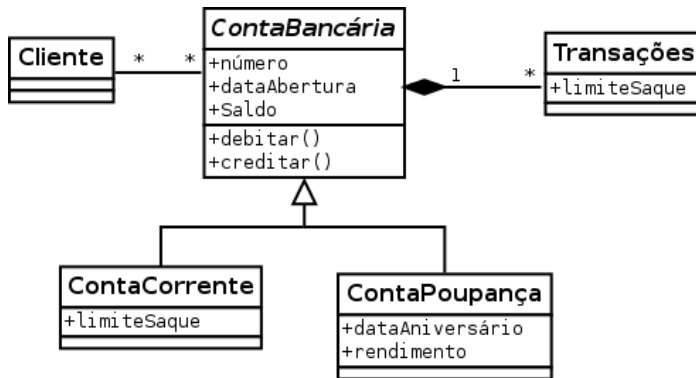 Cliente
* *
ContaBancária
+número
+dataAbertura
+Saldo
+debitar()
+creditar()
1 *
Transações
+limiteSaque
ContaCorrente
+limiteSaque
ContaPoupança
+dataAniversário
+rendimento